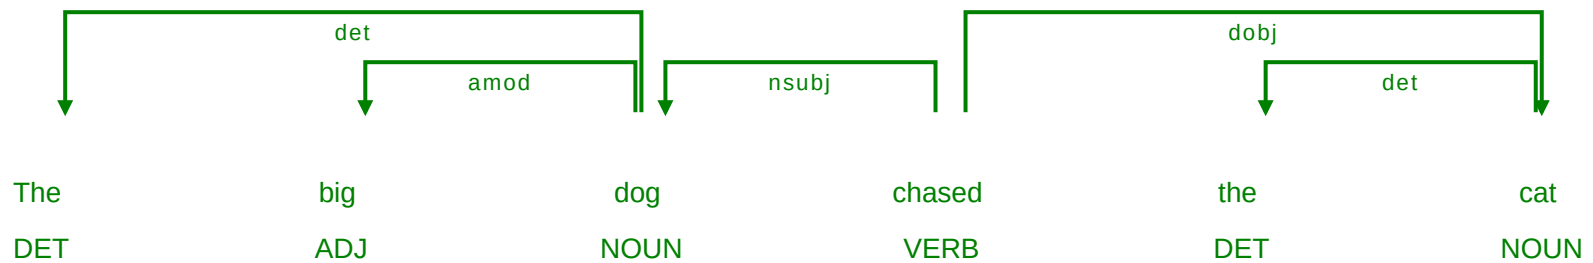 det dobj
amod nsubj det
The big dog chased the cat
DET ADJ NOUN VERB DET NOUN